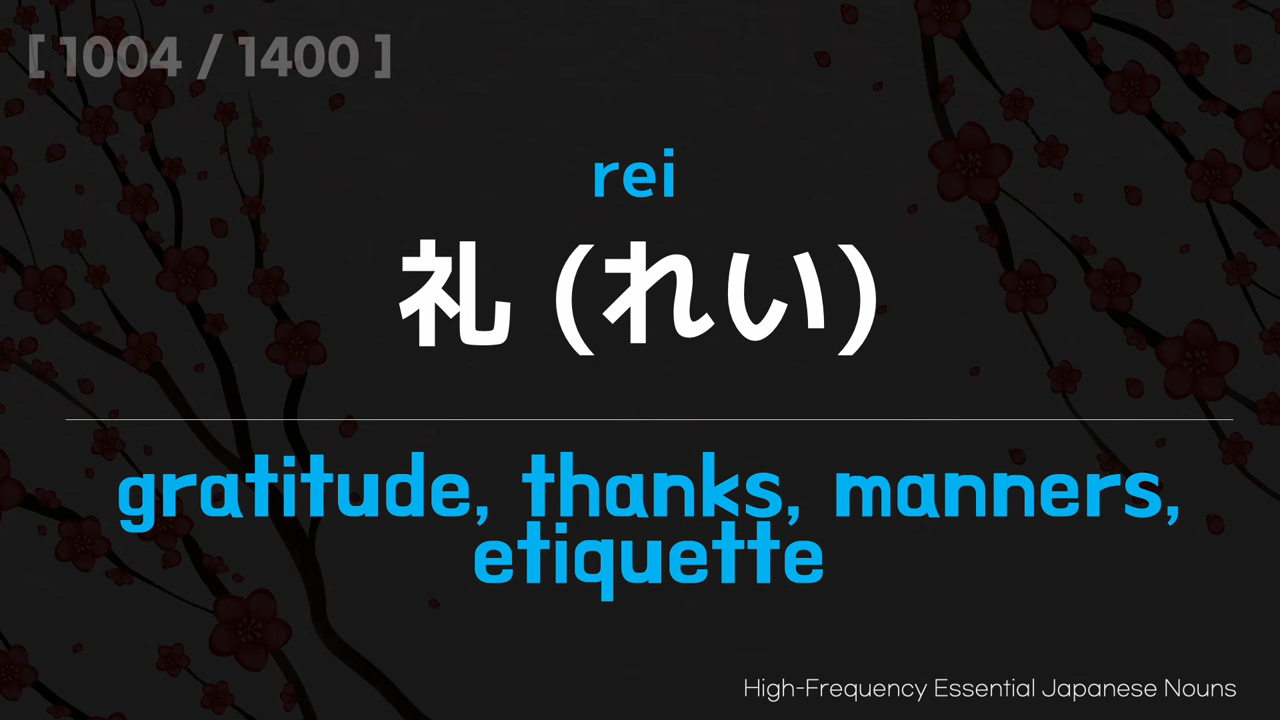 [ 1004 / 1400 ]
rei
礼 (れい)
gratitude, thanks, manners,
etiquette
High-Frequency Essential Japanese Nouns